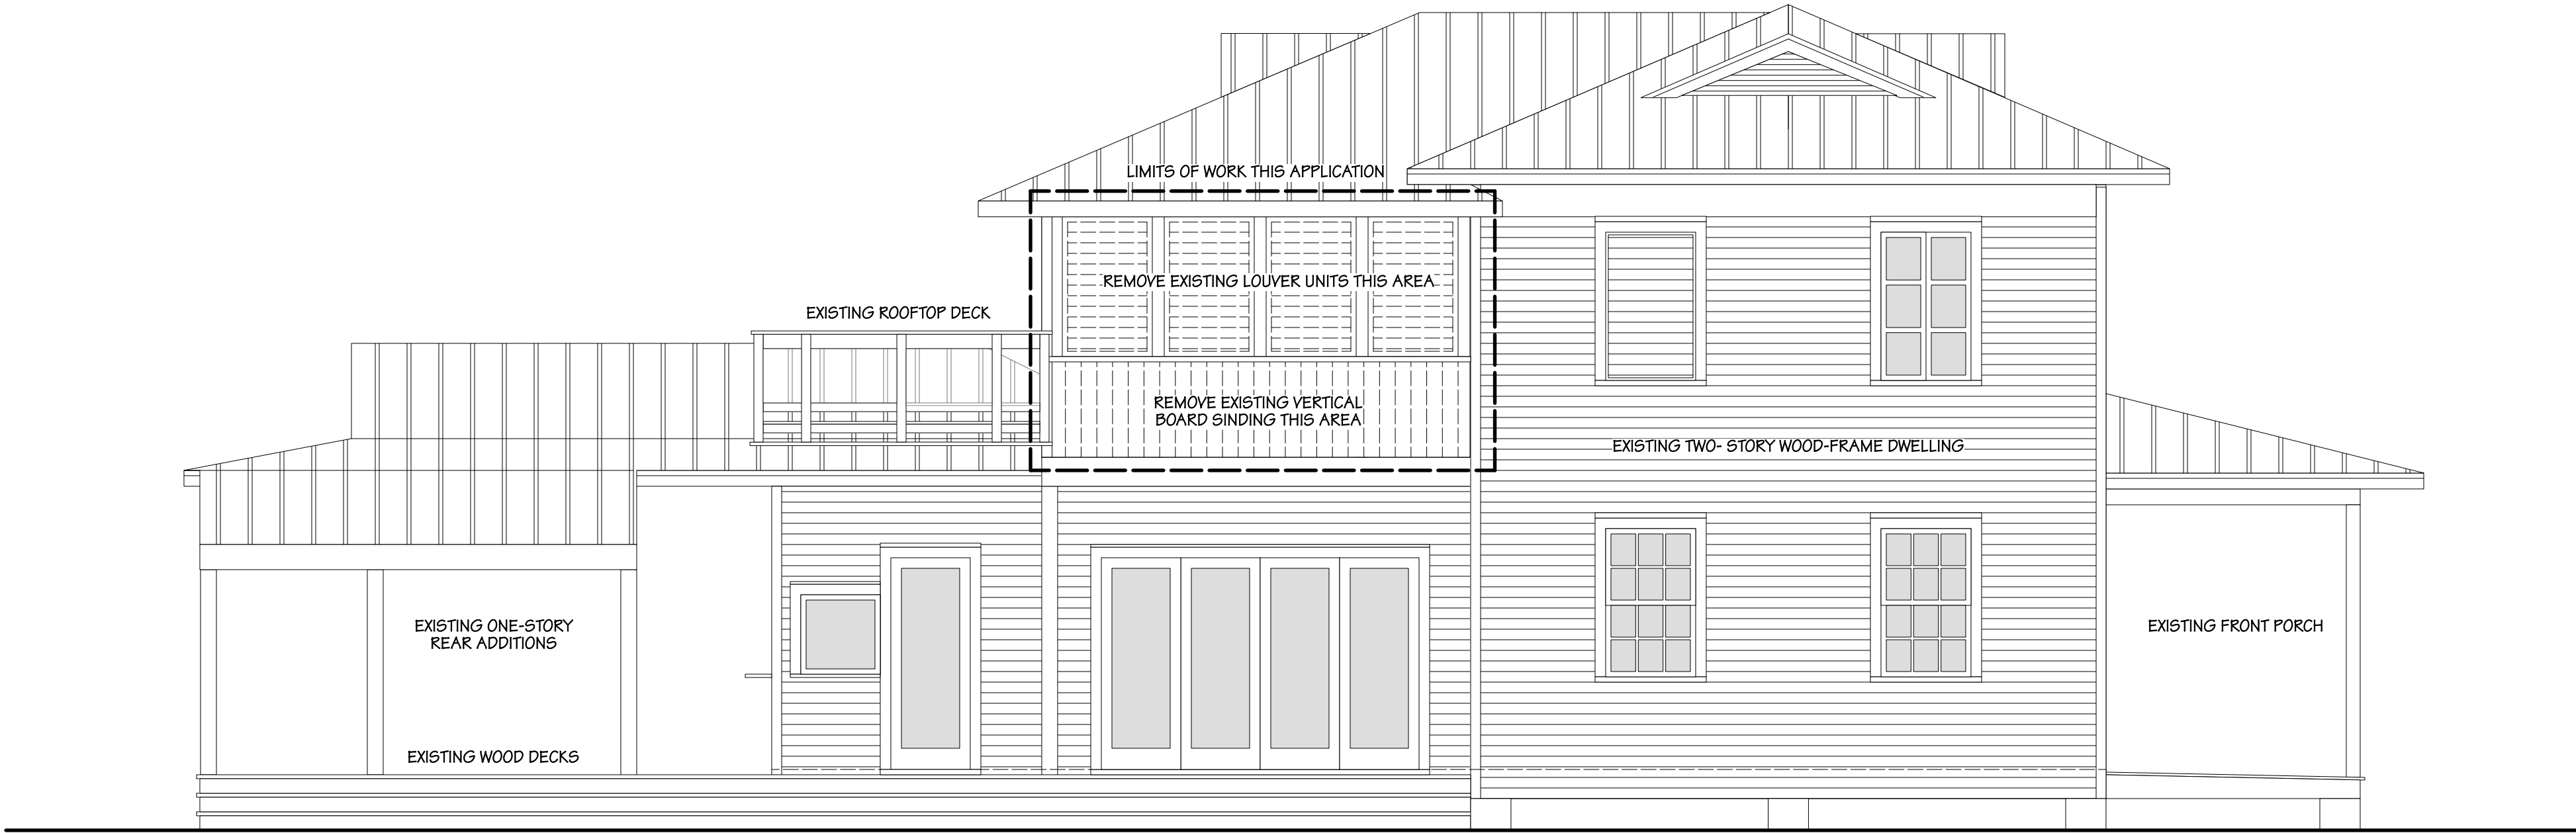 LIMITS OF WORK THIS APPLICATION
REMOVE EXISTING LOUVER UNITS THIS AREA
EXISTING ROOFTOP DECK
REMOVE EXISTING VERTICAL
BOARD SINDING THIS AREA
EXISTING TWO- STORY WOOD-FRAME DWELLING
EXISTING ONE-STORY
REAR ADDITIONS
EXISTING FRONT PORCH
EXISTING WOOD DECKS